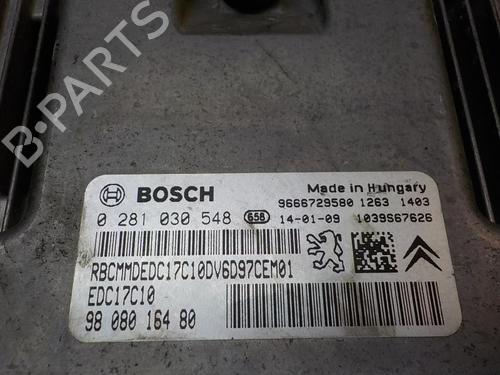 B-PARTS
BOSCH
Made in Hungary
9666729580 1263 1403
0 281 030 548 656 14-01-09 1039S67626
RBCMMDEDC17C10DV6D97CEM01
EDC17C10
98 080 164 80